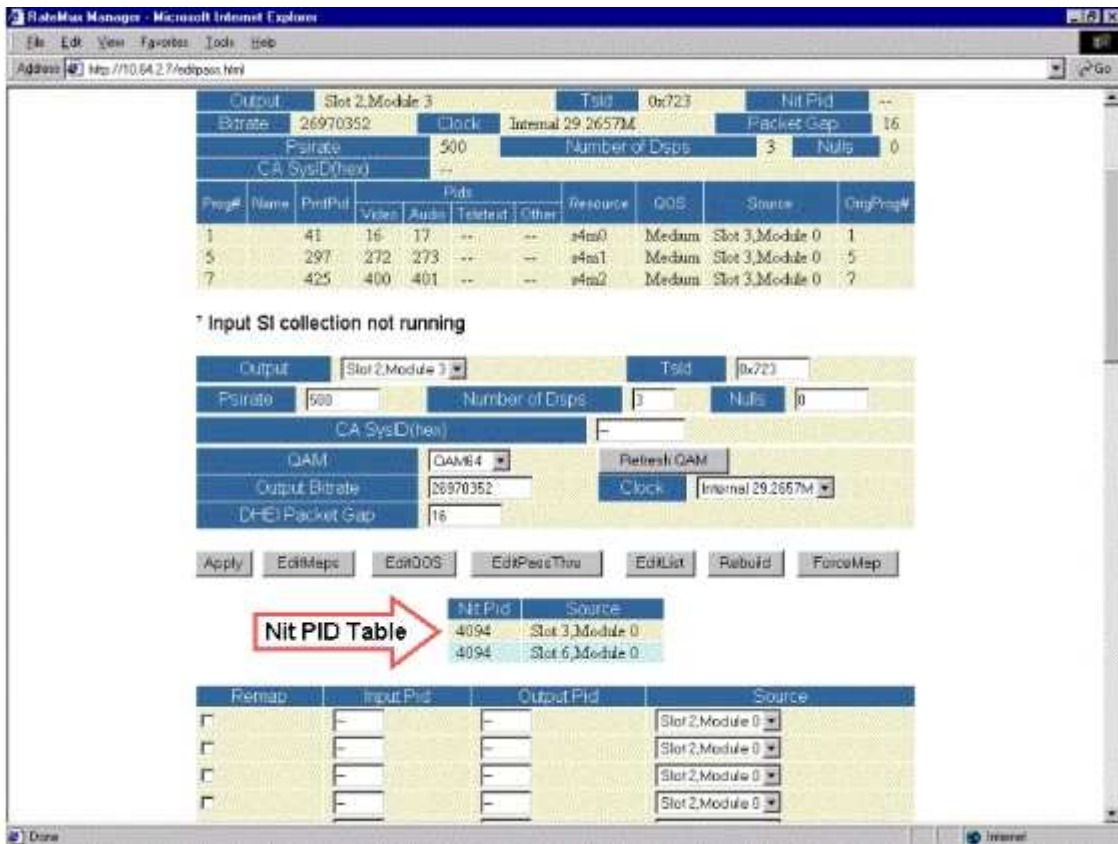 RateMux Manager - Microsoft Internet Explorer
File Edit View Favorites Tools Help
Address http://10.64.2.7/editpass.html Go
Output Slot 2,Module 3 TsId 0x723 Nit Pid --
Bitrate 26970352 Clock Internal 29.2657M Packet Gap 16
Psirate 500 Number of Dsps 3 Nulls 0
CA SysID(hex) --
Pids
Prog# Name PmtPid Video Audio Teletext Other Resource QOS Source OrigProg#
1 41 16 17 -- -- s4m0 Medium Slot 3,Module 0 1
5 297 272 273 -- -- s4m1 Medium Slot 3,Module 0 5
7 425 400 401 -- -- s4m2 Medium Slot 3,Module 0 7
* Input SI collection not running
Output Slot 2,Module 3 TsId 0x723
Psirate 500 Number of Dsps 3 Nulls 0
CA SysID(hex) --
QAM QAM64 Refresh QAM
Output Bitrate 26970352 Clock Internal 29.2657M
DHEI Packet Gap 16
Apply EditMaps EditQOS EditPassThru EditList Rebuild ForceMap
Nit Pid Source
Nit PID Table 4094 Slot 3,Module 0
4094 Slot 6,Module 0
Remap Input Pid Output Pid Source
-- -- Slot 2,Module 0
-- -- Slot 2,Module 0
-- -- Slot 2,Module 0
-- -- Slot 2,Module 0
Done Internet